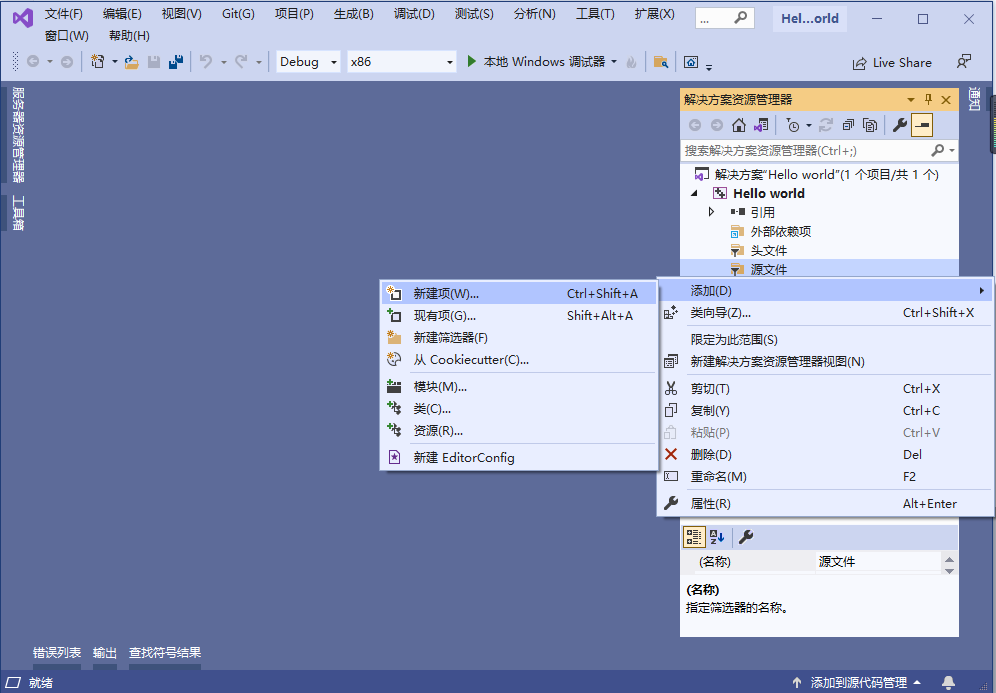 文件(F) 编辑(E) 视图(V) Git(G) 项目(P) 生成(B) 调试(D) 测试(S) 分析(N) 工具(T) 扩展(X) ... Hel...orld
窗口(W) 帮助(H)
Debug x86 本地 Windows 调试器 Live Share
服务器资源管理器
工具箱
通知
解决方案资源管理器
搜索解决方案资源管理器(Ctrl+;)
解决方案"Hello world"(1 个项目/共 1 个)
Hello world
引用
外部依赖项
头文件
源文件
添加(D)
类向导(Z)... Ctrl+Shift+X
限定为此范围(S)
新建解决方案资源管理器视图(N)
剪切(T) Ctrl+X
复制(Y) Ctrl+C
粘贴(P) Ctrl+V
删除(D) Del
重命名(M) F2
属性(R) Alt+Enter
新建项(W)... Ctrl+Shift+A
现有项(G)... Shift+Alt+A
新建筛选器(F)
从 Cookiecutter(C)...
模块(M)...
类(C)...
资源(R)...
新建 EditorConfig
(名称) 源文件
(名称)
指定筛选器的名称。
错误列表 输出 查找符号结果
就绪 添加到源代码管理